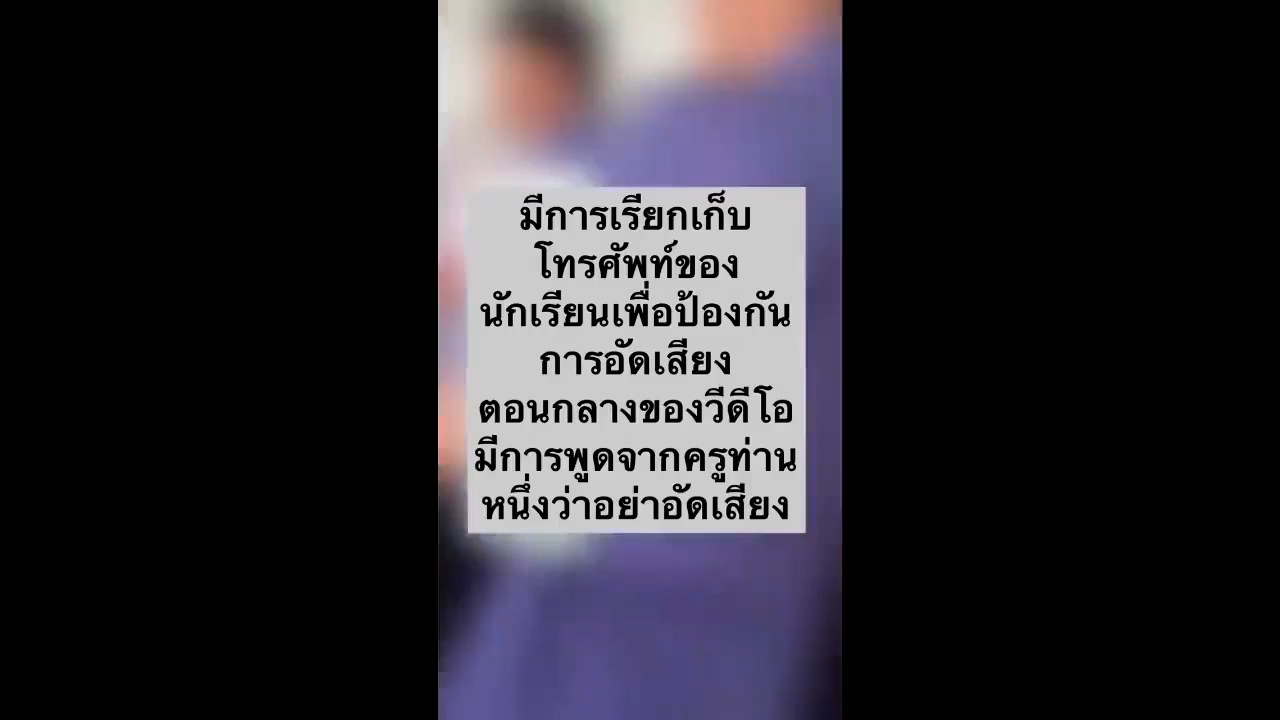 มีการเรียกเก็บ
โทรศัพท์ของ
นักเรียนเพื่อป้องกัน
การอัดเสียง
ตอนกลางของวีดีโอ
มีการพูดจากครูท่าน
หนึ่งว่าอย่าอัดเสียง